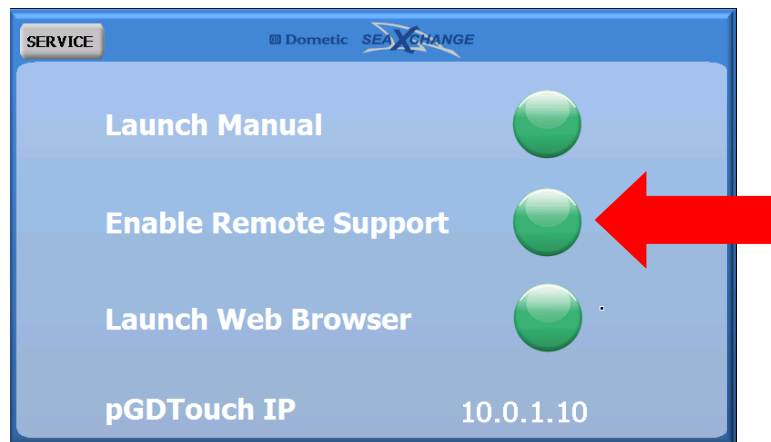 SERVICE
Dometic SEAXCHANGE
Launch Manual
Enable Remote Support
Launch Web Browser
pGDTouch IP 10.0.1.10